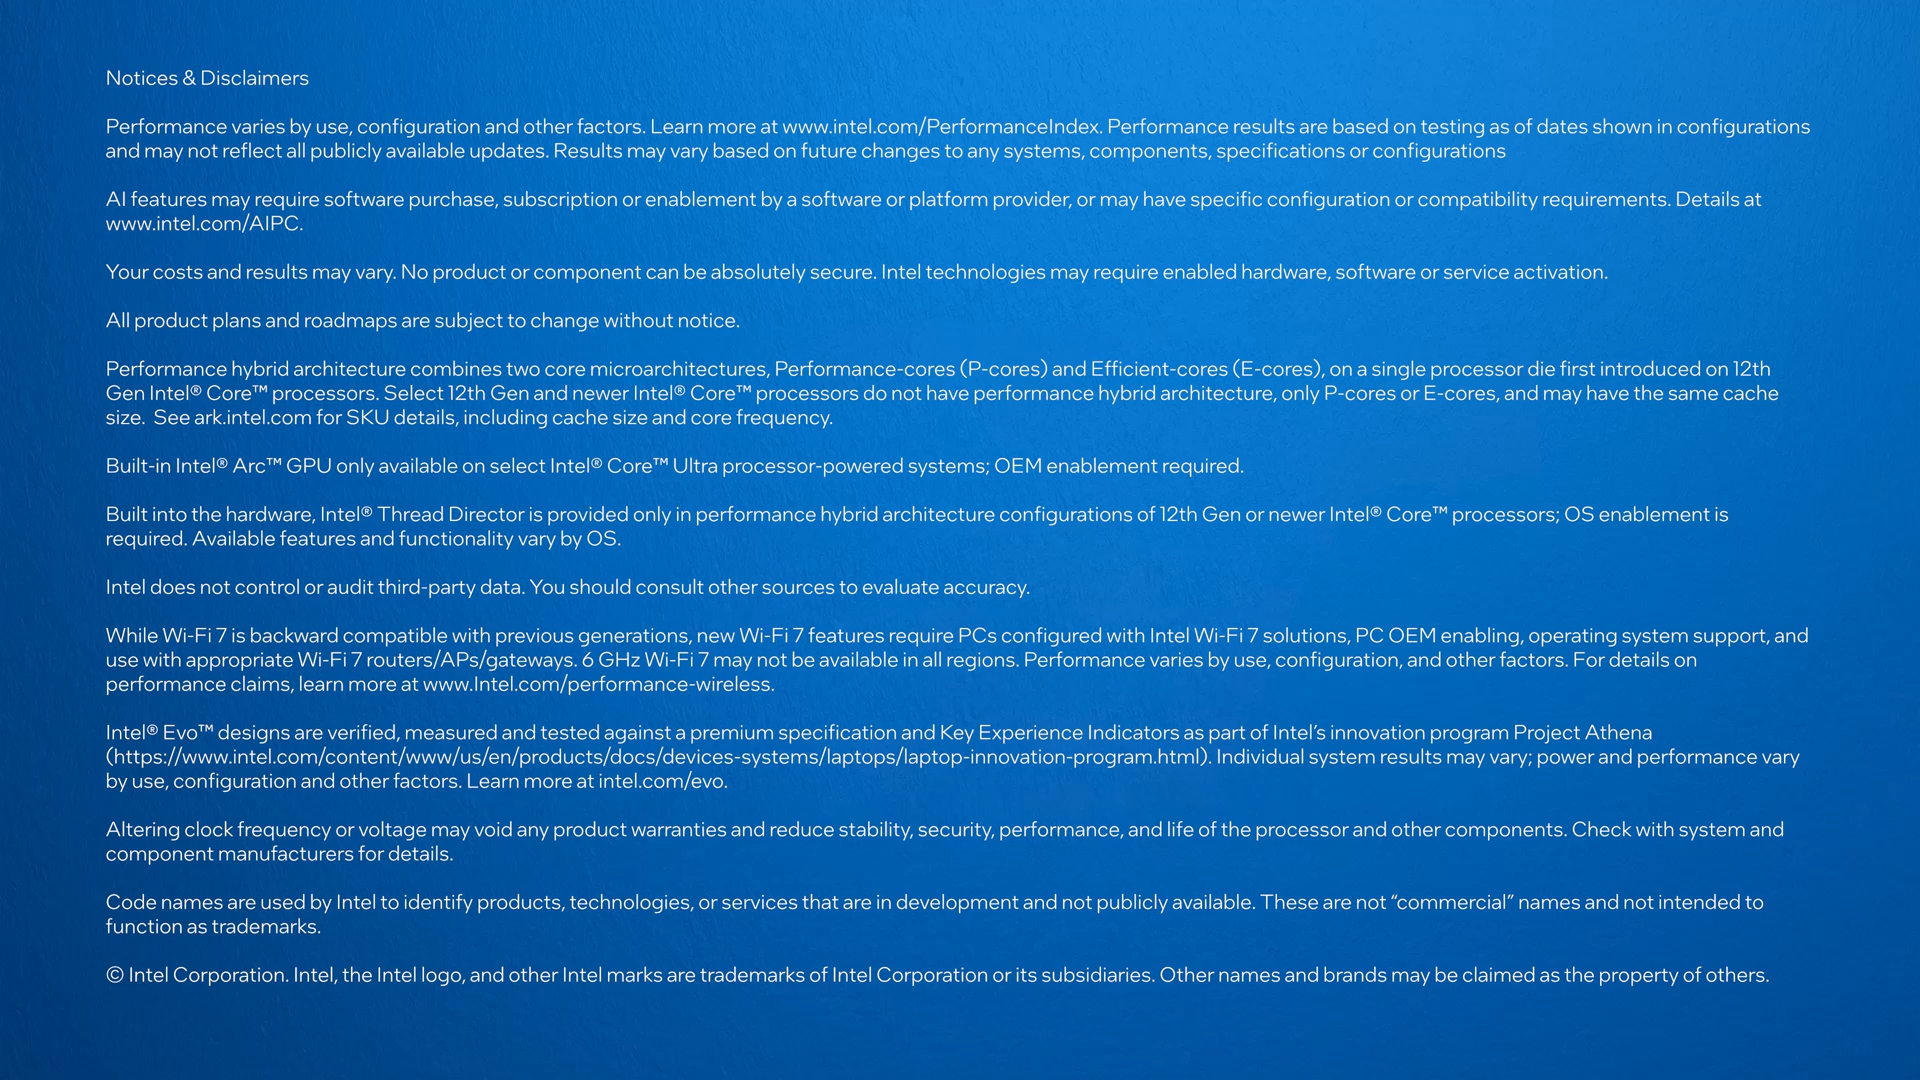 Notices & Disclaimers
Performance varies by use, configuration and other factors. Learn more at www.intel.com/PerformanceIndex. Performance results are based on testing as of dates shown in configurations
and may not reflect all publicly available updates. Results may vary based on future changes to any systems, components, specifications or configurations
AI features may require software purchase, subscription or enablement by a software or platform provider, or may have specific configuration or compatibility requirements. Details at
www.intel.com/AIPC.
Your costs and results may vary. No product or component can be absolutely secure. Intel technologies may require enabled hardware, software or service activation.
All product plans and roadmaps are subject to change without notice.
Performance hybrid architecture combines two core microarchitectures, Performance-cores (P-cores) and Efficient-cores (E-cores), on a single processor die first introduced on 12th
Gen Intel® Core™ processors. Select 12th Gen and newer Intel® Core™ processors do not have performance hybrid architecture, only P-cores or E-cores, and may have the same cache
size.  See ark.intel.com for SKU details, including cache size and core frequency.
Built-in Intel® Arc™ GPU only available on select Intel® Core™ Ultra processor-powered systems; OEM enablement required.
Built into the hardware, Intel® Thread Director is provided only in performance hybrid architecture configurations of 12th Gen or newer Intel® Core™ processors; OS enablement is
required. Available features and functionality vary by OS.
Intel does not control or audit third-party data. You should consult other sources to evaluate accuracy.
While Wi-Fi 7 is backward compatible with previous generations, new Wi-Fi 7 features require PCs configured with Intel Wi-Fi 7 solutions, PC OEM enabling, operating system support, and
use with appropriate Wi-Fi 7 routers/APs/gateways. 6 GHz Wi-Fi 7 may not be available in all regions. Performance varies by use, configuration, and other factors. For details on
performance claims, learn more at www.Intel.com/performance-wireless.
Intel® Evo™ designs are verified, measured and tested against a premium specification and Key Experience Indicators as part of Intel’s innovation program Project Athena
(https://www.intel.com/content/www/us/en/products/docs/devices-systems/laptops/laptop-innovation-program.html). Individual system results may vary; power and performance vary
by use, configuration and other factors. Learn more at intel.com/evo.
Altering clock frequency or voltage may void any product warranties and reduce stability, security, performance, and life of the processor and other components. Check with system and
component manufacturers for details.
Code names are used by Intel to identify products, technologies, or services that are in development and not publicly available. These are not “commercial” names and not intended to
function as trademarks.
© Intel Corporation. Intel, the Intel logo, and other Intel marks are trademarks of Intel Corporation or its subsidiaries. Other names and brands may be claimed as the property of others.